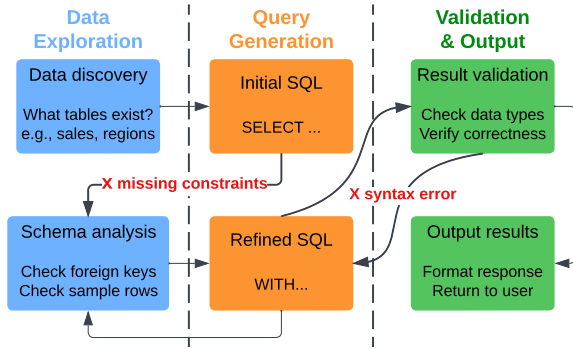 Data
Exploration
Query
Generation
Validation
& Output
Data discovery
What tables exist?
e.g., sales, regions
Initial SQL
SELECT ...
Result validation
Check data types
Verify correctness
X missing constraints
X syntax error
Schema analysis
Check foreign keys
Check sample rows
Refined SQL
WITH...
Output results
Format response
Return to user